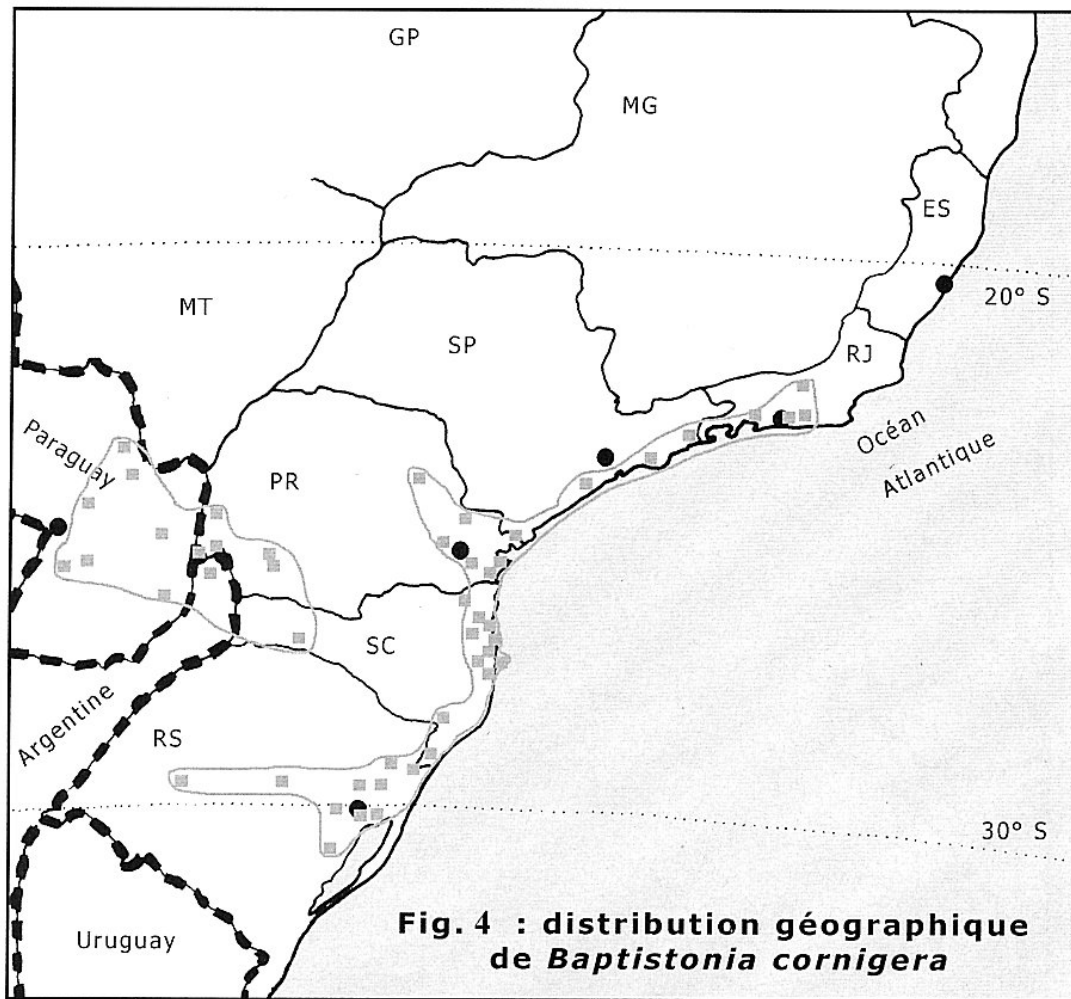 GP
MG
ES
20° S
MT
SP
RJ
Océan
Atlantique
Paraguay
PR
SC
Argentine
RS
30° S
Uruguay
Fig. 4 : distribution géographique
de Baptistonia cornigera